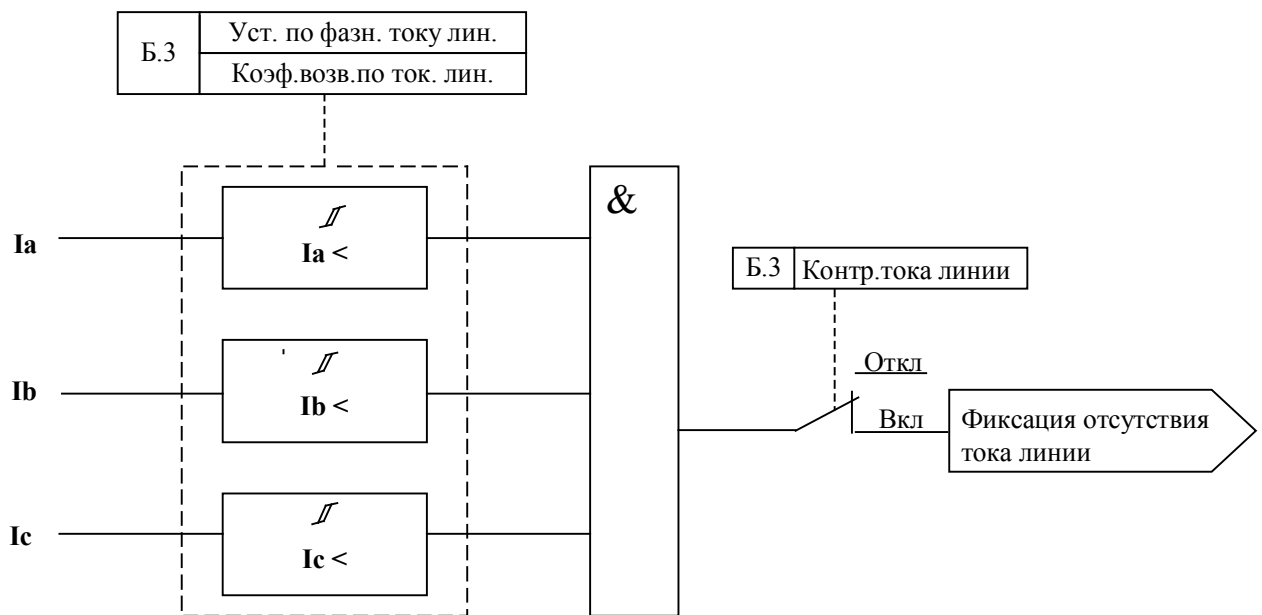 Б.3
Уст. по фазн. току лин.
Коэф.возв.по ток. лин.
Ia
Ia <
&
Б.3 Контр.тока линии
Ib
Ib <
Откл
Вкл
Фиксация отсутствия
тока линии
Ic
Ic <